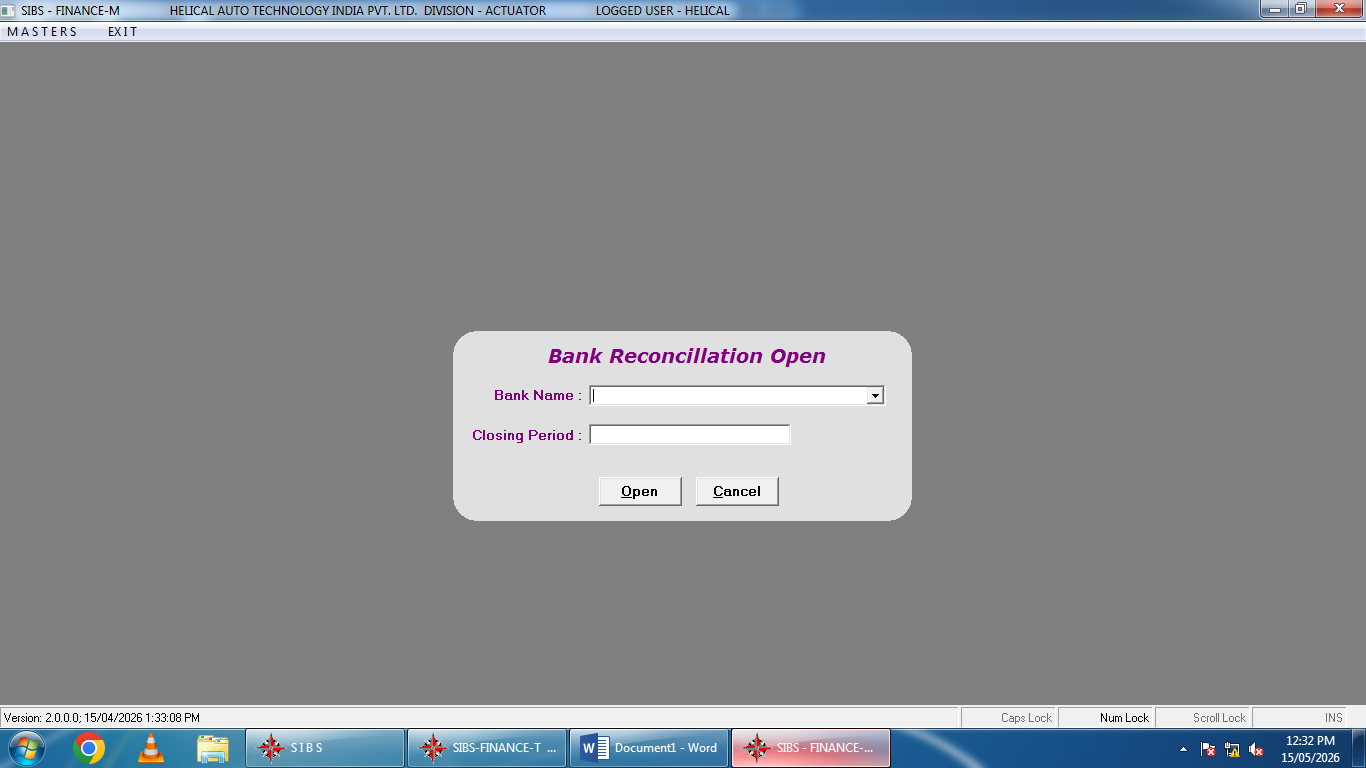 SIBS - FINANCE-M HELICAL AUTO TECHNOLOGY INDIA PVT. LTD. DIVISION - ACTUATOR LOGGED USER - HELICAL
MASTERS EXIT
Bank Reconcillation Open
Bank Name :
Closing Period :
Open Cancel
Version: 2.0.0.0; 15/04/2026 1:33:08 PM Caps Lock Num Lock Scroll Lock INS
SIBS SIBS-FINANCE-T ... Document1 - Word SIBS - FINANCE-... 12:32 PM
15/05/2026